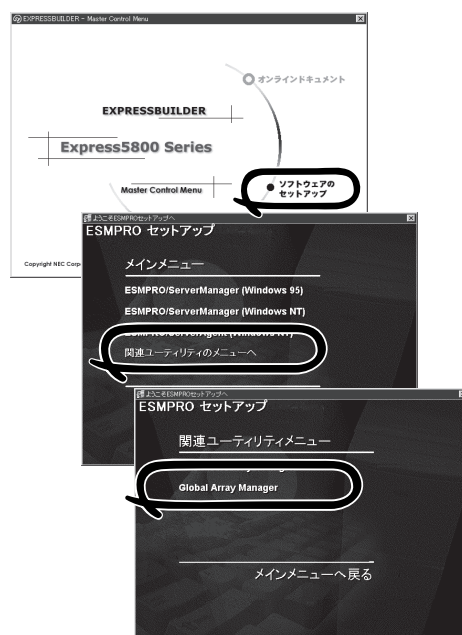 EXPRESSBUILDER - Master Control Menu
オンラインドキュメント
EXPRESSBUILDER
Express5800 Series
Master Control Menu
ソフトウェアの
セットアップ
Copyright NEC Corp
ようこそESMPROセットアップへ
ESMPRO セットアップ
メインメニュー
ESMPRO/ServerManager (Windows 95)
ESMPRO/ServerManager (Windows NT)
ESMPRO/ServerAgent (Windows NT)
関連ユーティリティのメニューへ
ようこそESMPROセットアップへ
ESMPRO セットアップ
関連ユーティリティメニュー
Global Array Manager
メインメニューへ戻る